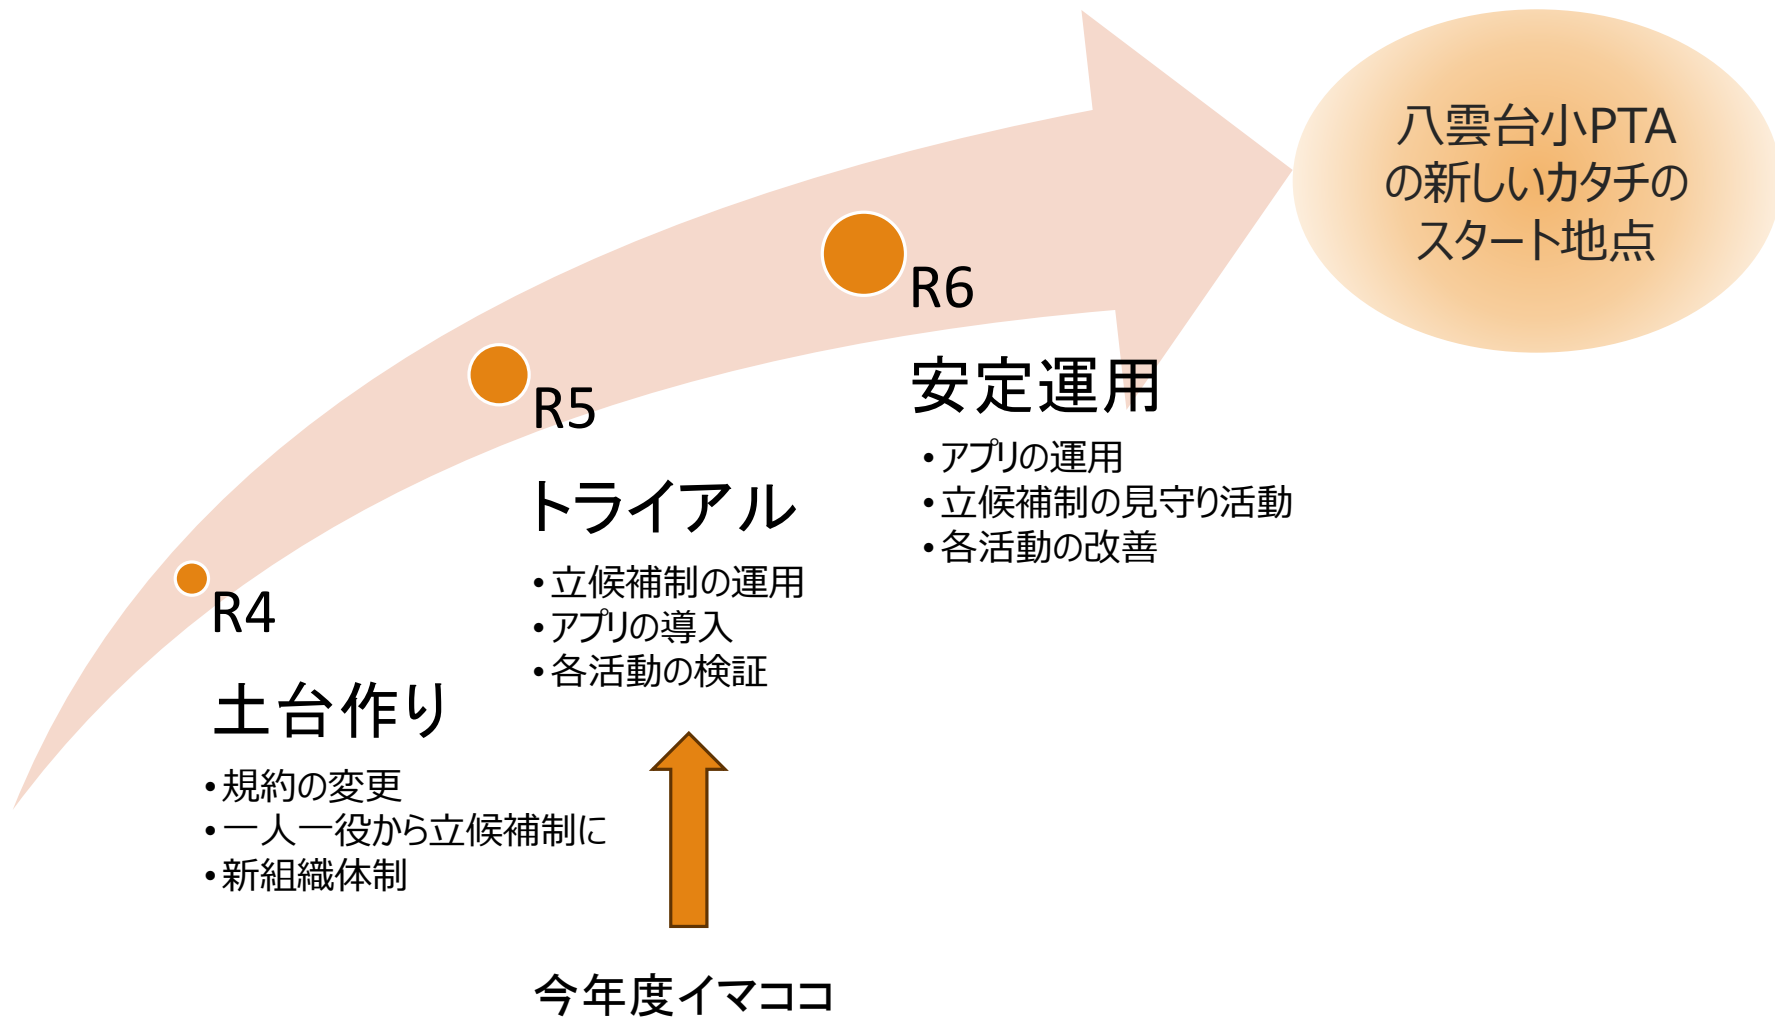 八雲台小PTA
の新しいカタチの
スタート地点
R6
安定運用
•アプリの運用
•立候補制の見守り活動
•各活動の改善
R5
トライアル
•立候補制の運用
•アプリの導入
•各活動の検証
R4
土台作り
•規約の変更
•一人一役から立候補制に
•新組織体制
今年度イマココ